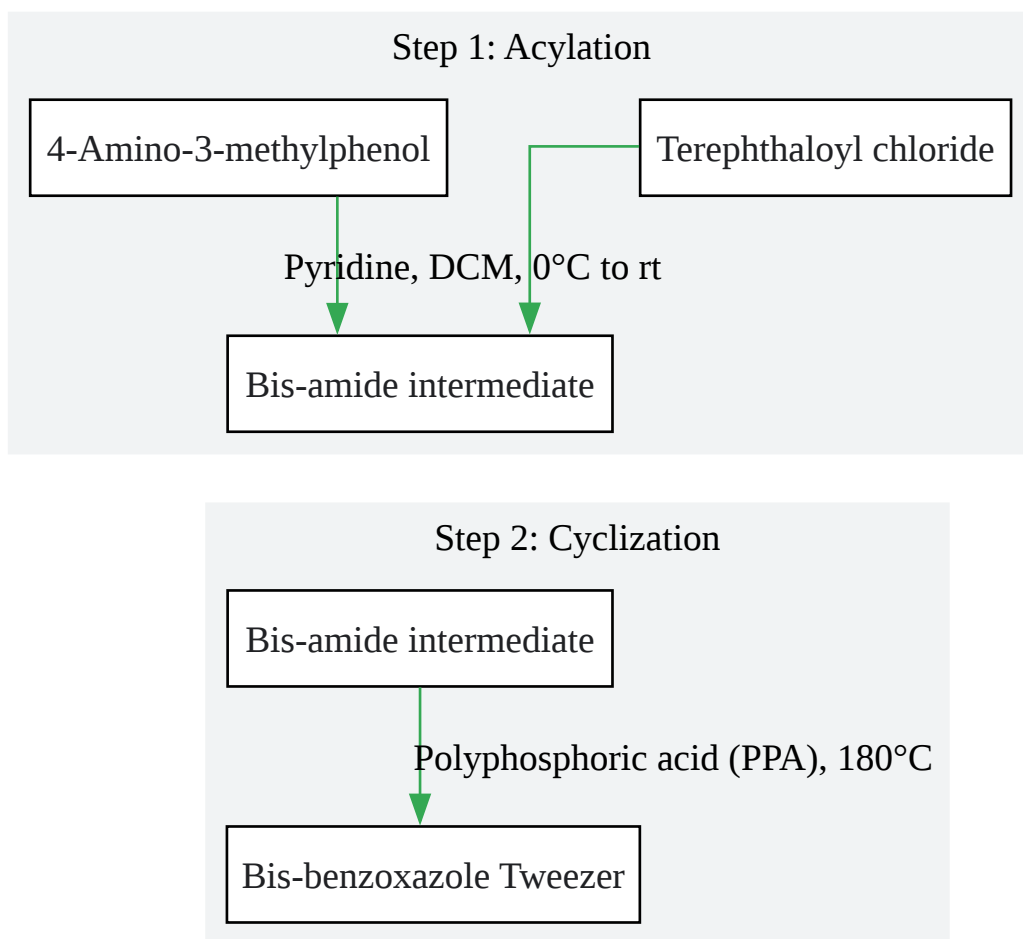 Step 1: Acylation
4-Amino-3-methylphenol
Terephthaloyl chloride
Pyridine, DCM, 0°C to rt
Bis-amide intermediate
Step 2: Cyclization
Bis-amide intermediate
Polyphosphoric acid (PPA), 180°C
Bis-benzoxazole Tweezer